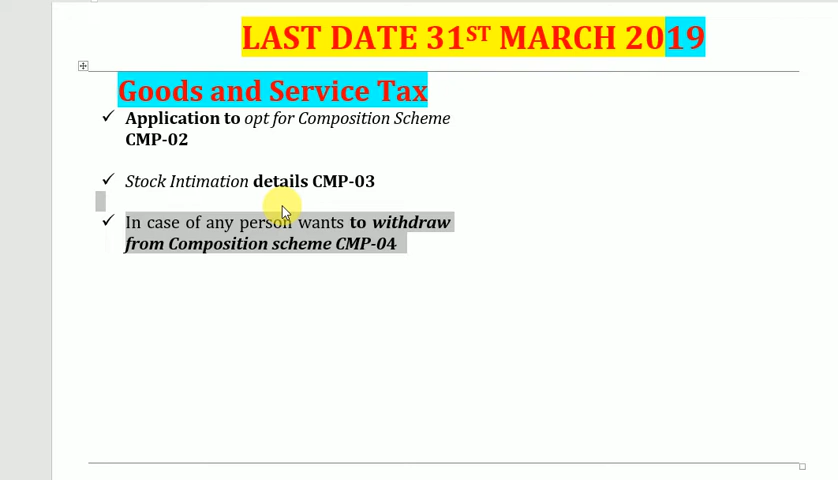 LAST DATE 31ST MARCH 2019
Goods and Service Tax
✓ Application to opt for Composition Scheme
CMP-02
✓ Stock Intimation details CMP-03
✓ In case of any person wants to withdraw
from Composition scheme CMP-04